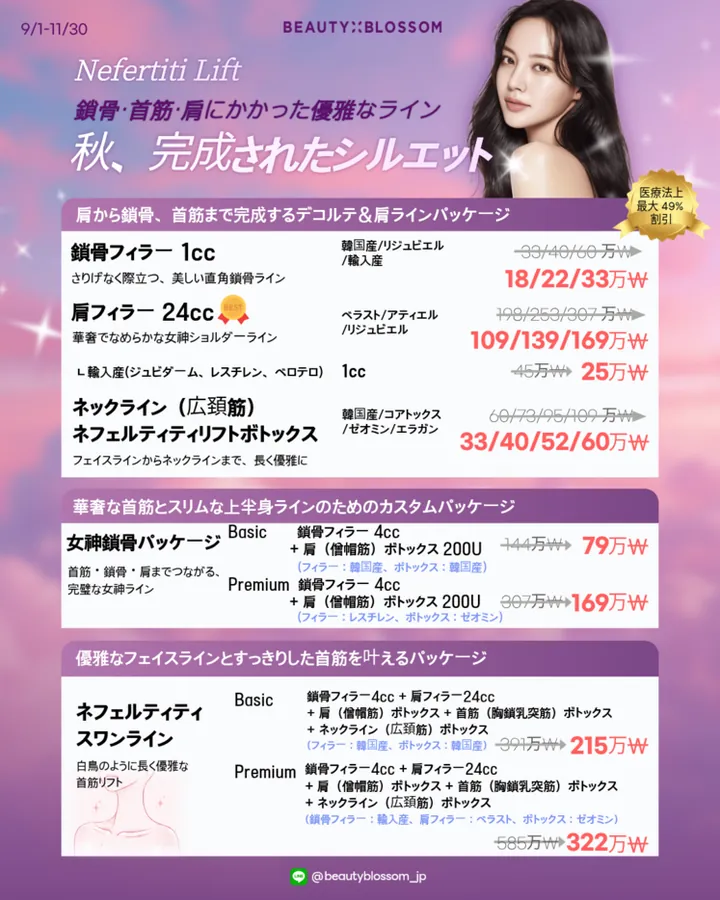 9/1-11/30
BEAUTY BLOSSOM
Nefertiti Lift
鎖骨·首筋·肩にかかった優雅なライン
秋、完成されたシルエット
医療法上
最大 49%
割引
肩から鎖骨、首筋まで完成するデコルテ&肩ラインパッケージ
鎖骨フィラー 1cc
さりげなく際立つ、美しい直角鎖骨ライン
韓国産/リジュビエル
/輸入産
33/40/60 万₩
18/22/33万₩
肩フィラー 24cc
BEST
華奢でなめらかな女神ショルダーライン
ベラスト/アティエル
/リジュビエル
198/253/307 万₩
109/139/169万₩
ㄴ輸入産(ジュビダーム、レスチレン、ベロテロ)
1cc
45万₩
25万₩
ネックライン（広頚筋）
ネフェルティティリフトボトックス
フェイスラインからネックラインまで、長く優雅に
韓国産/コアトックス
/ゼオミン/エラガン
60/73/95/109 万₩
33/40/52/60万₩
華奢な首筋とスリムな上半身ラインのためのカスタムパッケージ
女神鎖骨パッケージ
首筋・鎖骨・肩までつながる、
完璧な女神ライン
Basic
鎖骨フィラー 4cc
+ 肩（僧帽筋）ボトックス 200U
(フィラー：韓国産、ボトックス：韓国産)
144万₩
79万₩
Premium
鎖骨フィラー 4cc
+ 肩（僧帽筋）ボトックス 200U
(フィラー：レスチレン、ボトックス：ゼオミン)
307万₩
169万₩
優雅なフェイスラインとすっきりした首筋を叶えるパッケージ
ネフェルティティ
スワンライン
白鳥のように長く優雅な
首筋リフト
Basic
鎖骨フィラー4cc + 肩フィラー24cc
+ 肩（僧帽筋）ボトックス + 首筋（胸鎖乳突筋）ボトックス
+ ネックライン（広頚筋）ボトックス
(フィラー：韓国産、ボトックス：韓国産)
391万₩
215万₩
Premium
鎖骨フィラー4cc + 肩フィラー24cc
+ 肩（僧帽筋）ボトックス + 首筋（胸鎖乳突筋）ボトックス
+ ネックライン（広頚筋）ボトックス
(鎖骨フィラー：輸入産、肩フィラー：ベラスト、ボトックス：ゼオミン)
585万₩
322万₩
LINE
@beautyblossom_jp